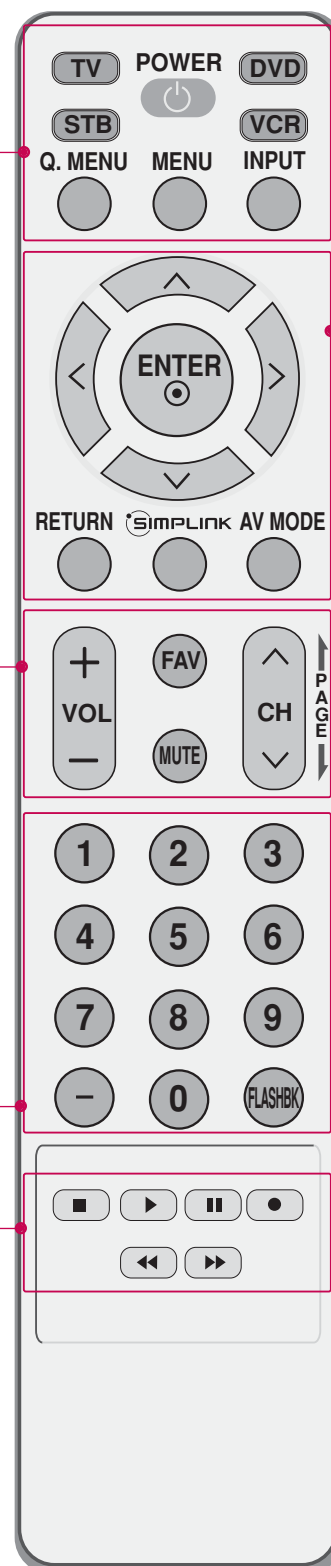 TV POWER DVD
STB VCR
Q. MENU MENU INPUT
ENTER
RETURN SIMPLINK AV MODE
+ FAV
VOL CH PAGE
- MUTE
1 2 3
4 5 6
7 8 9
- 0 FLASHBK